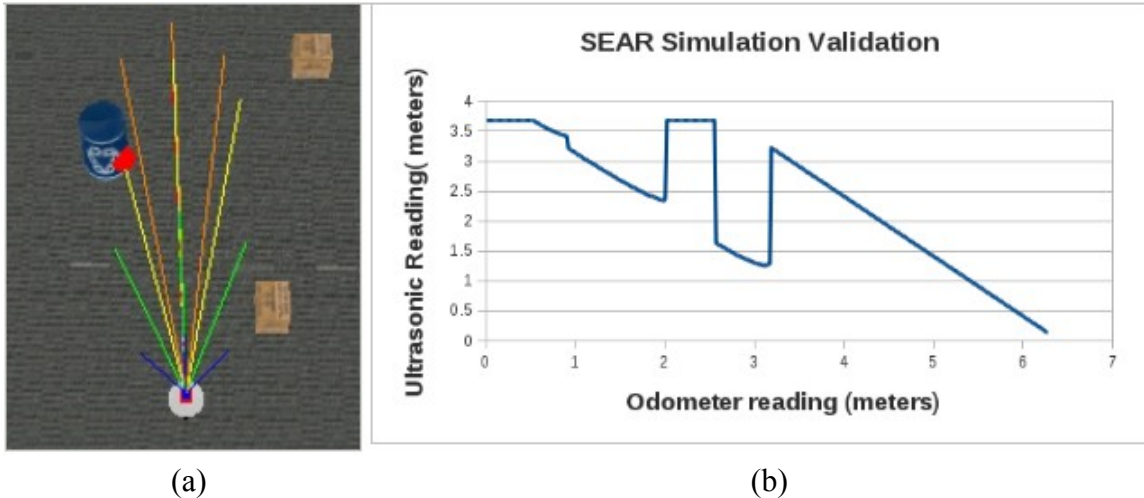 SEAR Simulation Validation
Ultrasonic Reading( meters)
4
3.5
3
2.5
2
1.5
1
0.5
0
0 1 2 3 4 5 6 7
Odometer reading (meters)
(a) (b)